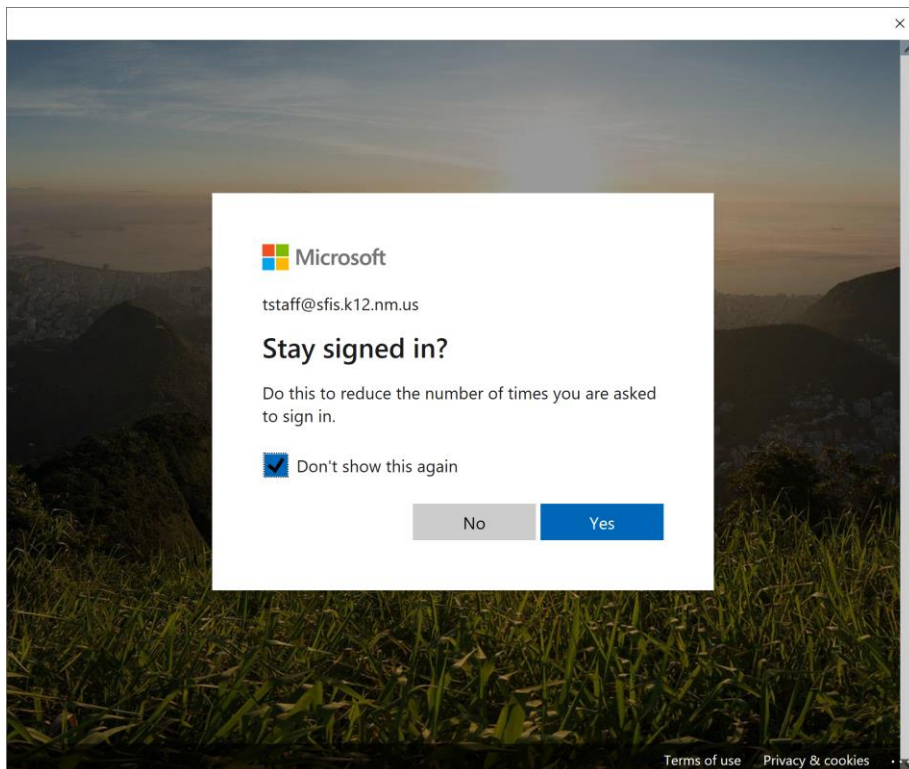 Microsoft
tstaff@sfis.k12.nm.us
Stay signed in?
Do this to reduce the number of times you are asked
to sign in.
Don't show this again
No Yes
Terms of use Privacy & cookies